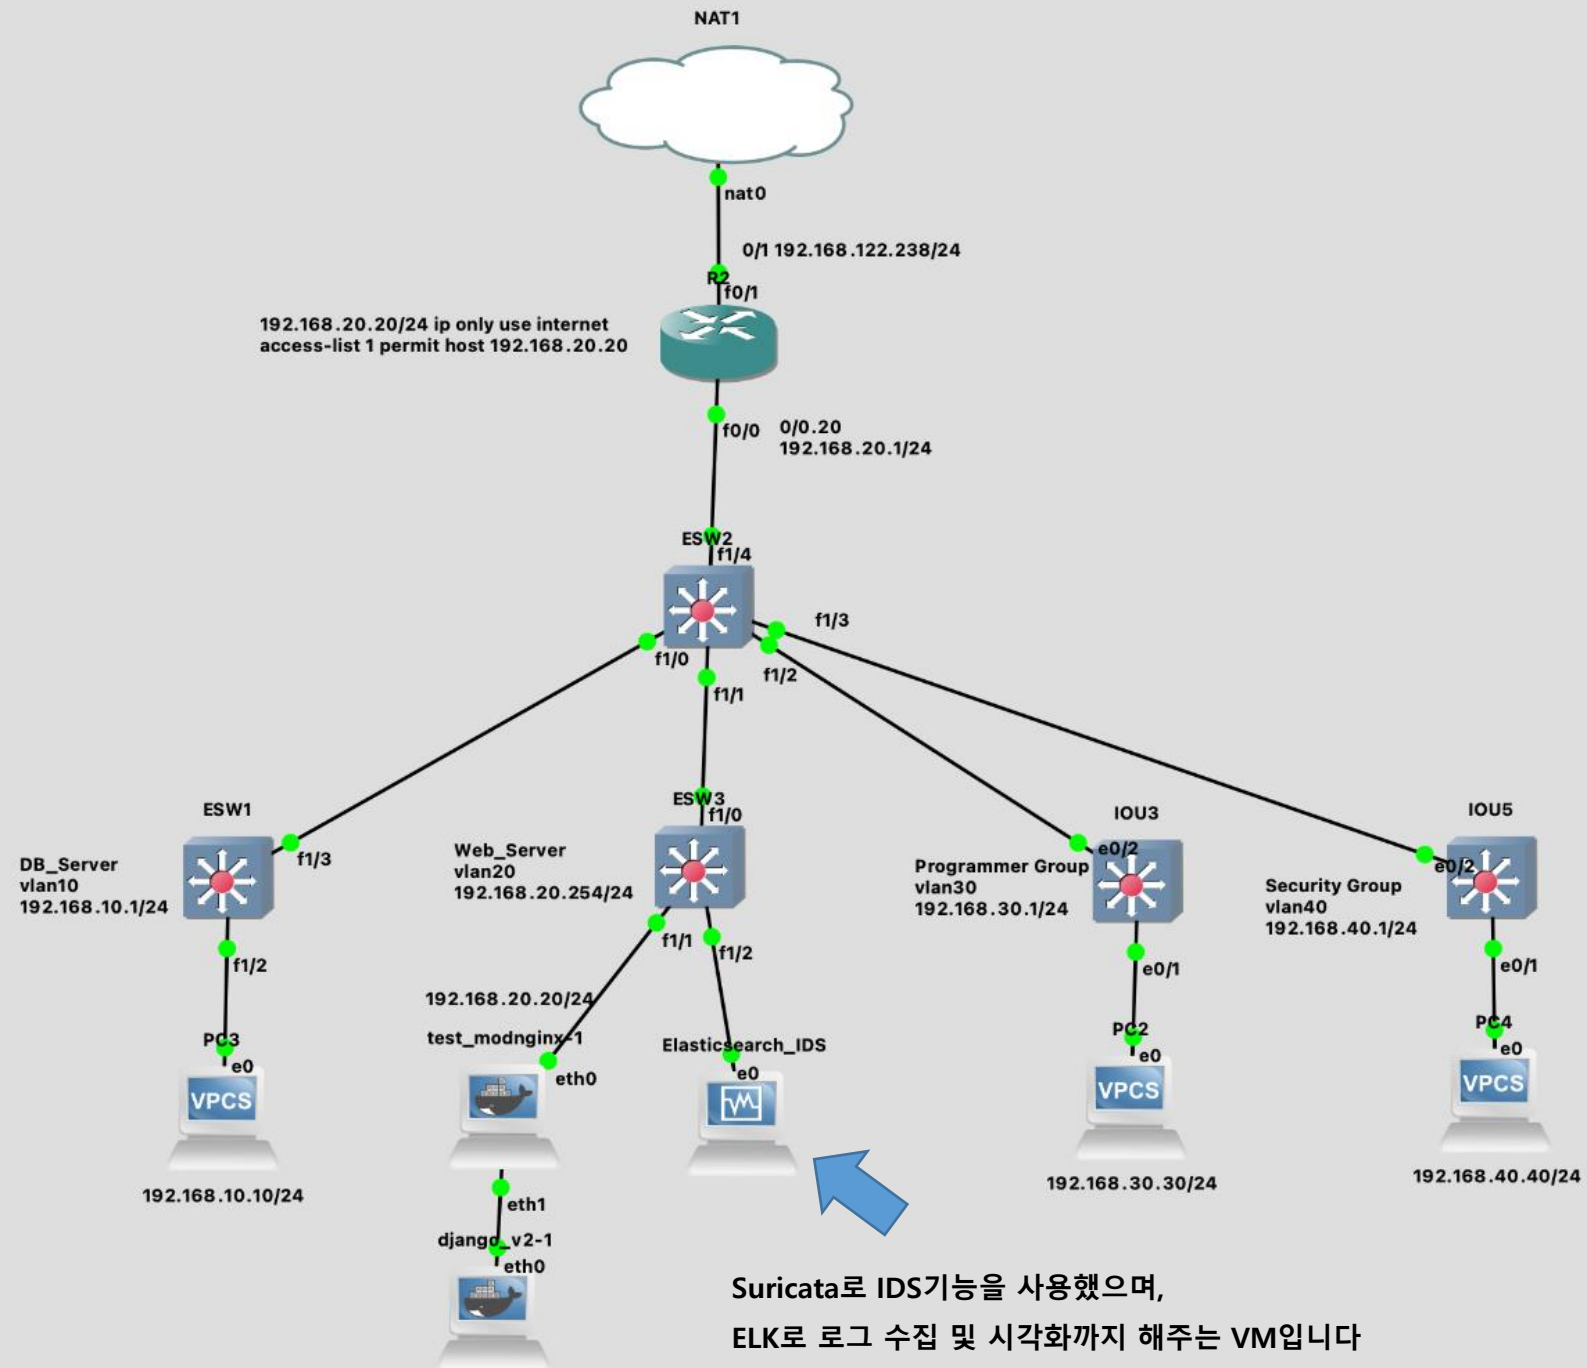 NAT1
nat0
0/1 192.168.122.238/24
R2
f0/1
192.168.20.20/24 ip only use internet
access-list 1 permit host 192.168.20.20
f0/0
0/0.20
192.168.20.1/24
ESW2
f1/4
f1/3
f1/0
f1/2
f1/1
ESW1
f1/3
DB_Server
vlan10
192.168.10.1/24
f1/2
PC3
e0
VPCS
192.168.10.10/24
ESW3
f1/0
Web_Server
vlan20
192.168.20.254/24
f1/1
f1/2
192.168.20.20/24
test_modnginx-1
eth0
Elasticsearch_IDS
e0
eth1
django_v2-1
eth0
IOU3
e0/2
Programmer Group
vlan30
192.168.30.1/24
e0/1
PC2
e0
VPCS
192.168.30.30/24
IOU5
e0/2
Security Group
vlan40
192.168.40.1/24
e0/1
PC4
e0
VPCS
192.168.40.40/24
Suricata로 IDS기능을 사용했으며,
ELK로 로그 수집 및 시각화까지 해주는 VM입니다